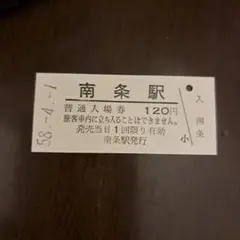 南条駅
普通入場券 120円
旅客車内に立ち入ることはできません。
発売当日1回限り有効
南条駅発行
58.-4.-1
入
南条
小